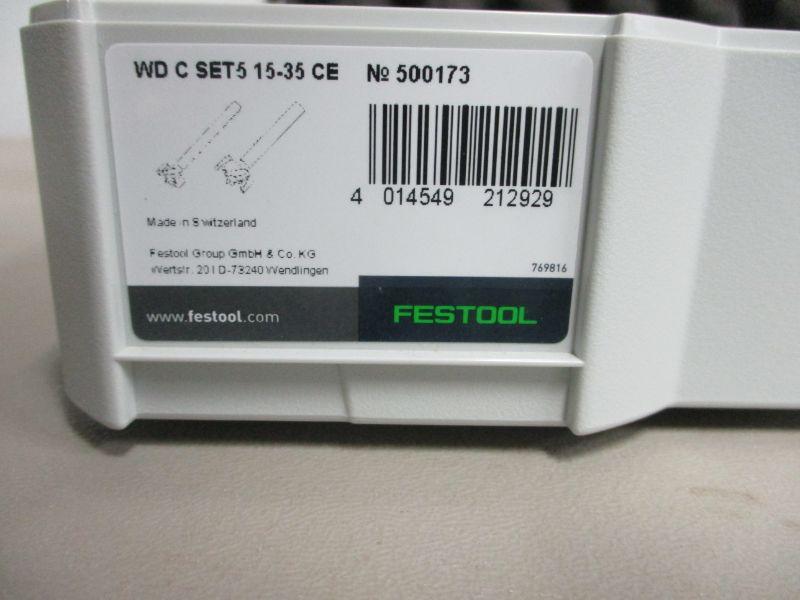 WD C SET5 15-35 CE № 500173
4 014549 212929
Made in Switzerland
Festool Group GmbH & Co. KG
Wertstr. 20 I D-73240 Wendlingen
769816
www.festool.com
FESTOOL